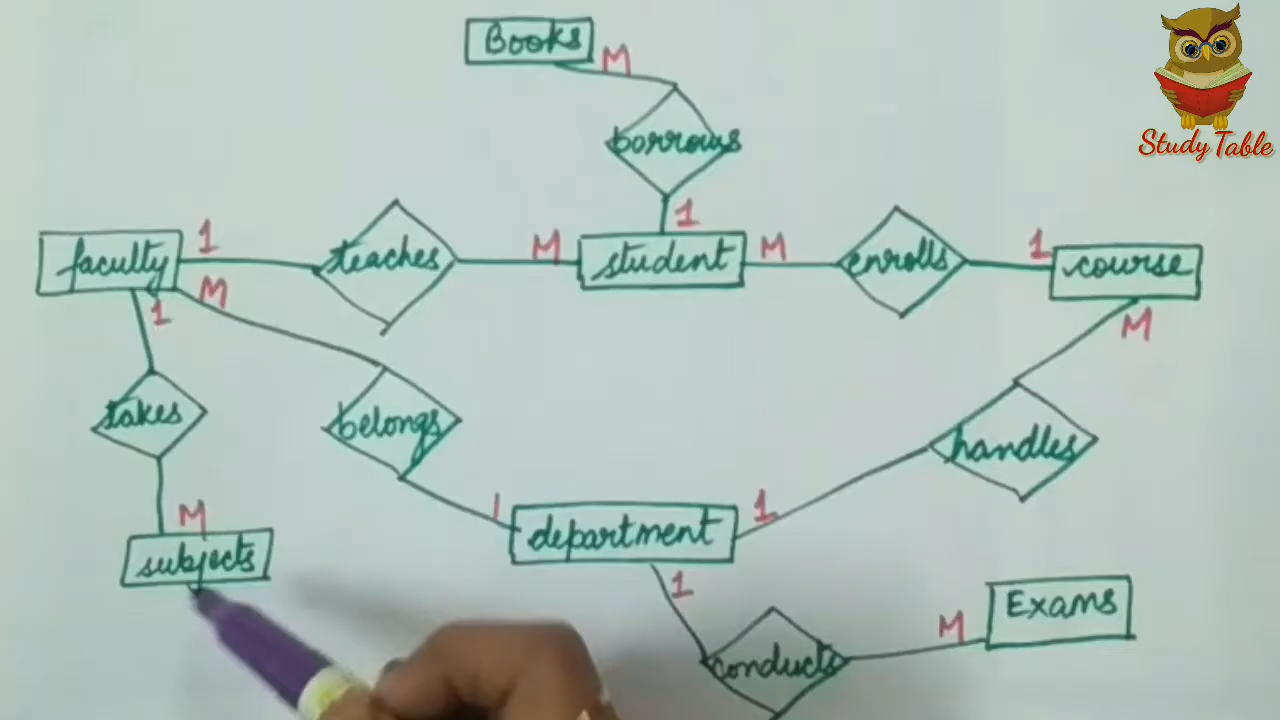 Books
M
borrows
Study Table
1
faculty
1
teaches
M
student
M
enrolls
1
course
1
M
M
takes
belongs
handles
M
1
department
1
subjects
1
M
Exams
conducts